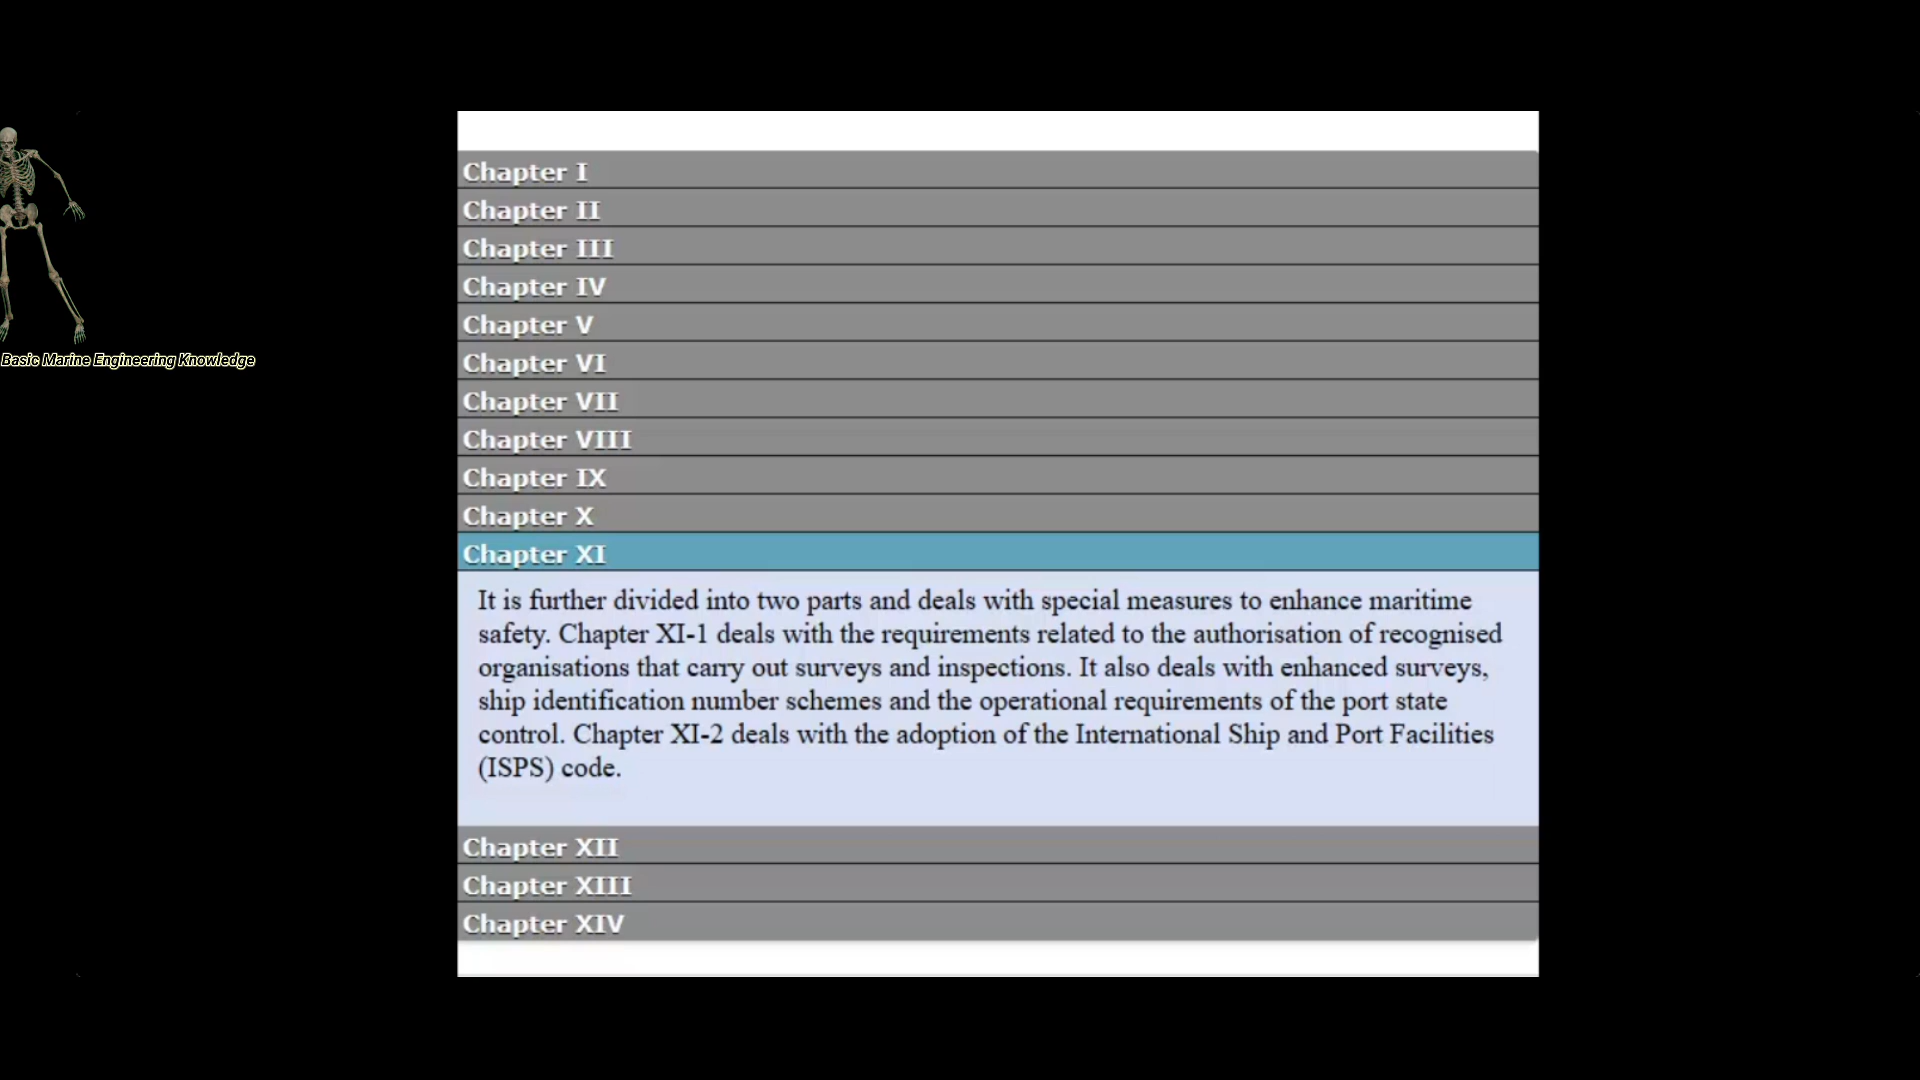 Chapter I
Chapter II
Chapter III
Chapter IV
Chapter V
Chapter VI
Chapter VII
Chapter VIII
Chapter IX
Chapter X
Chapter XI
It is further divided into two parts and deals with special measures to enhance maritime
safety. Chapter XI-1 deals with the requirements related to the authorisation of recognised
organisations that carry out surveys and inspections. It also deals with enhanced surveys,
ship identification number schemes and the operational requirements of the port state
control. Chapter XI-2 deals with the adoption of the International Ship and Port Facilities
(ISPS) code.
Chapter XII
Chapter XIII
Chapter XIV
Basic Marine Engineering Knowledge